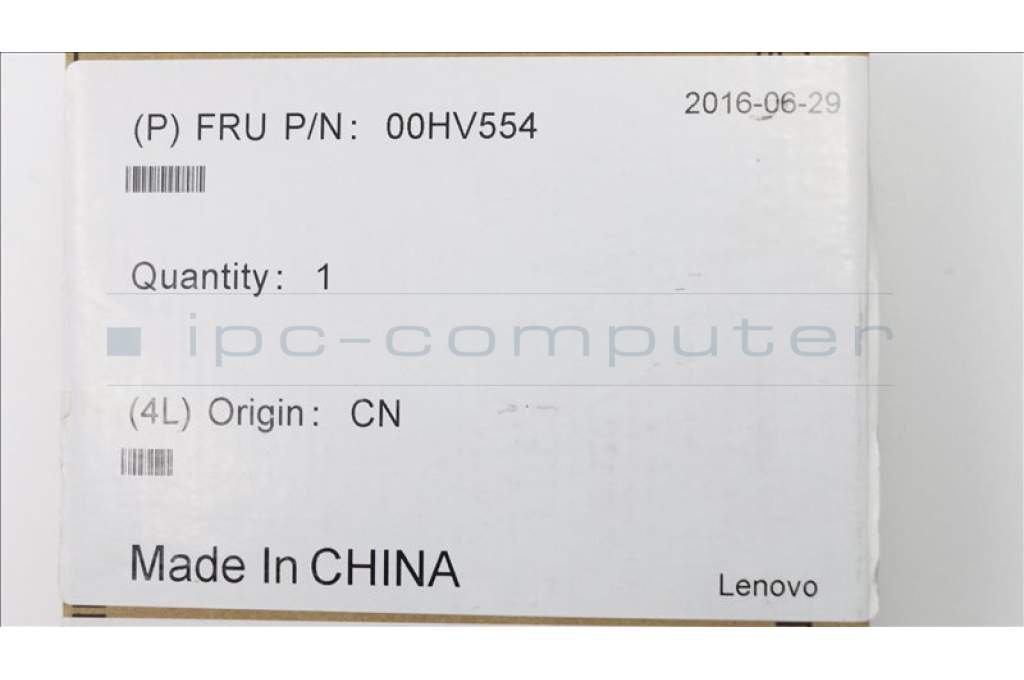 2016-06-29
(P) FRU P/N: 00HV554
Quantity: 1
ipc-computer
(4L) Origin: CN
Made In CHINA
Lenovo